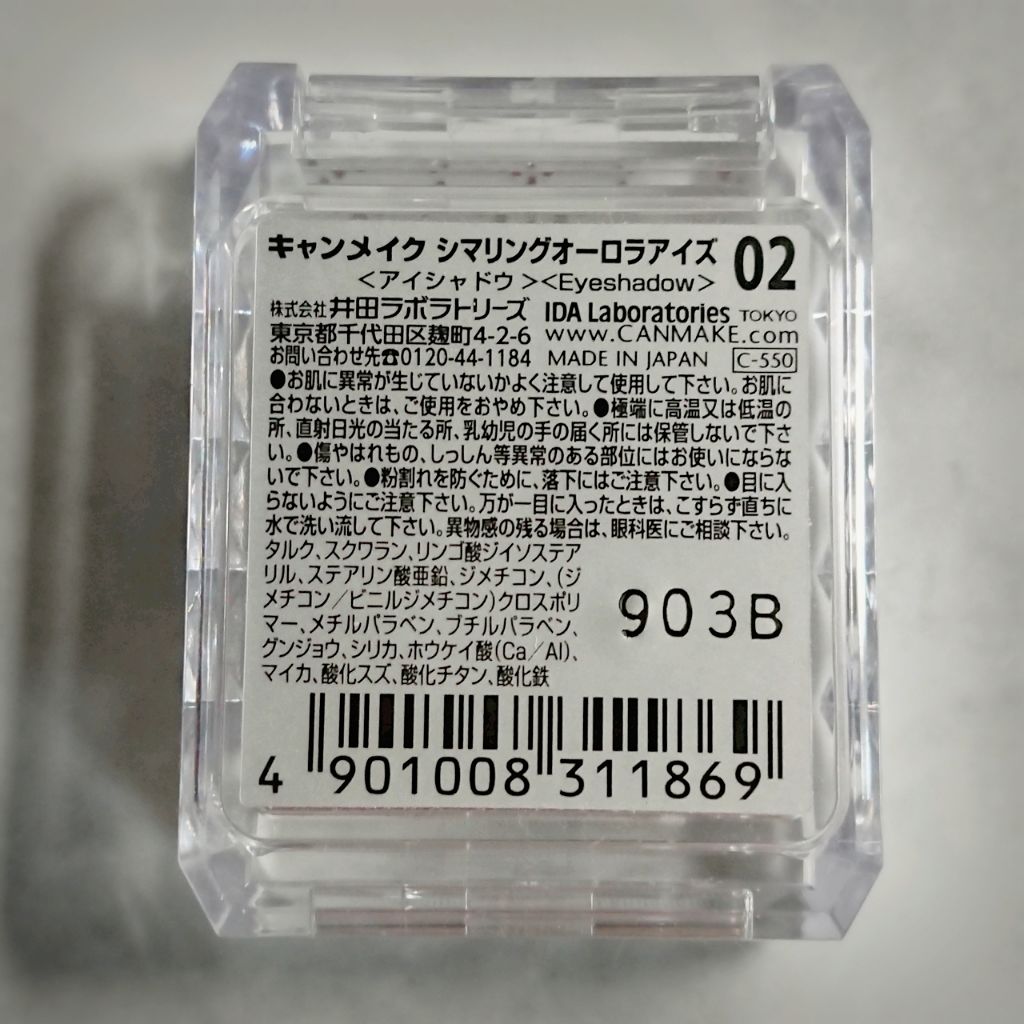 キャンメイク シマリングオーロラアイズ 02
＜アイシャドウ＞＜Eyeshadow＞
株式会社 井田ラボラトリーズ IDA Laboratories TOKYO
東京都千代田区麹町4-2-6 www.CANMAKE.com
お問い合わせ先☎0120-44-1184 MADE IN JAPAN C-550
●お肌に異常が生じていないかよく注意して使用して下さい。お肌に
合わないときは、ご使用をおやめ下さい。●極端に高温又は低温の
所、直射日光の当たる所、乳幼児の手の届く所には保管しないで下さ
い。●傷やはれもの、しっしん等異常のある部位にはお使いにならな
いで下さい。●粉割れを防ぐために、落下にはご注意下さい。●目に入
らないようにご注意下さい。万が一目に入ったときは、こすらず直ちに
水で洗い流して下さい。異物感の残る場合は、眼科医にご相談下さい。
タルク、スクワラン、リンゴ酸ジイソステア
リル、ステアリン酸亜鉛、ジメチコン、(ジ
メチコン／ビニルジメチコン)クロスポリ
マー、メチルパラベン、ブチルパラベン、
グンジョウ、シリカ、ホウケイ酸(Ca／Al)、
マイカ、酸化スズ、酸化チタン、酸化鉄
903B
4 901008 311869